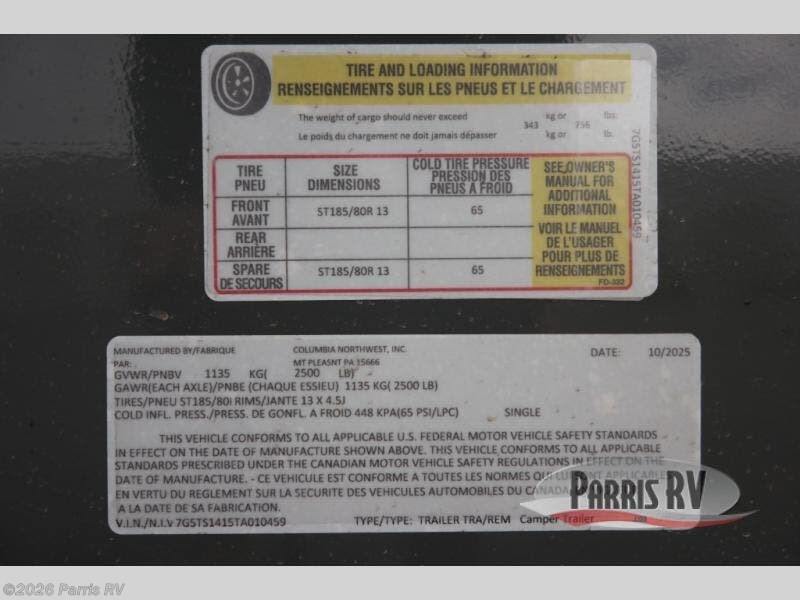 TIRE AND LOADING INFORMATION
RENSEIGNEMENTS SUR LES PNEUS ET LE CHARGEMENT
The weight of cargo should never exceed 343 kg or 756 lbs:
Le poids du chargement ne doit jamais dépasser kg or lb.
TIRE
PNEU
SIZE
DIMENSIONS
COLD TIRE PRESSURE
PRESSION DES
PNEUS A FROID
SEE OWNER'S
MANUAL FOR
ADDITIONAL
INFORMATION
VOIR LE MANUEL
DE L'USAGER
POUR PLUS DE
RENSEIGNEMENTS
FRONT
AVANT
ST185/80R 13
65
REAR
ARRIÈRE
SPARE
DE SECOURS
ST185/80R 13
65
FO-332
7G5TS1415TA010459
MANUFACTURED BY/FABRIQUE COLUMBIA NORTHWEST, INC. DATE: 10/2025
PAR: MT PLEASNT PA 15666
GVWR/PNBV 1135 KG( 2500 LB)
GAWR(EACH AXLE)/PNBE (CHAQUE ESSIEU) 1135 KG( 2500 LB)
TIRES/PNEU ST185/80I RIMS/JANTE 13 X 4.5J
COLD INFL. PRESS./PRESS. DE GONFL. A FROID 448 KPA(65 PSI/LPC) SINGLE
THIS VEHICLE CONFORMS TO ALL APPLICABLE U.S. FEDERAL MOTOR VEHICLE SAFETY STANDARDS
IN EFFECT ON THE DATE OF MANUFACTURE SHOWN ABOVE. THIS VEHICLE CONFORMS TO ALL APPLICABLE
STANDARDS PRESCRIBED UNDER THE CANADIAN MOTOR VEHICLE SAFETY REGULATIONS IN EFFECT ON THE
DATE OF MANUFACTURE. - CE VEHICULE EST CONFORME A TOUTES LES NORMES QUI LUI SONT APPLICABLES
EN VERTU DU REGLEMENT SUR LA SECURITE DES VEHICULES AUTOMOBILES DU CANADA
A LA DATE DE SA FABRICATION.
V.I.N./N.I.V 7G5TS1415TA010459 TYPE/TYPE: TRAILER TRA/REM Camper Trailer
PARRIS RV
©2026 Parris RV